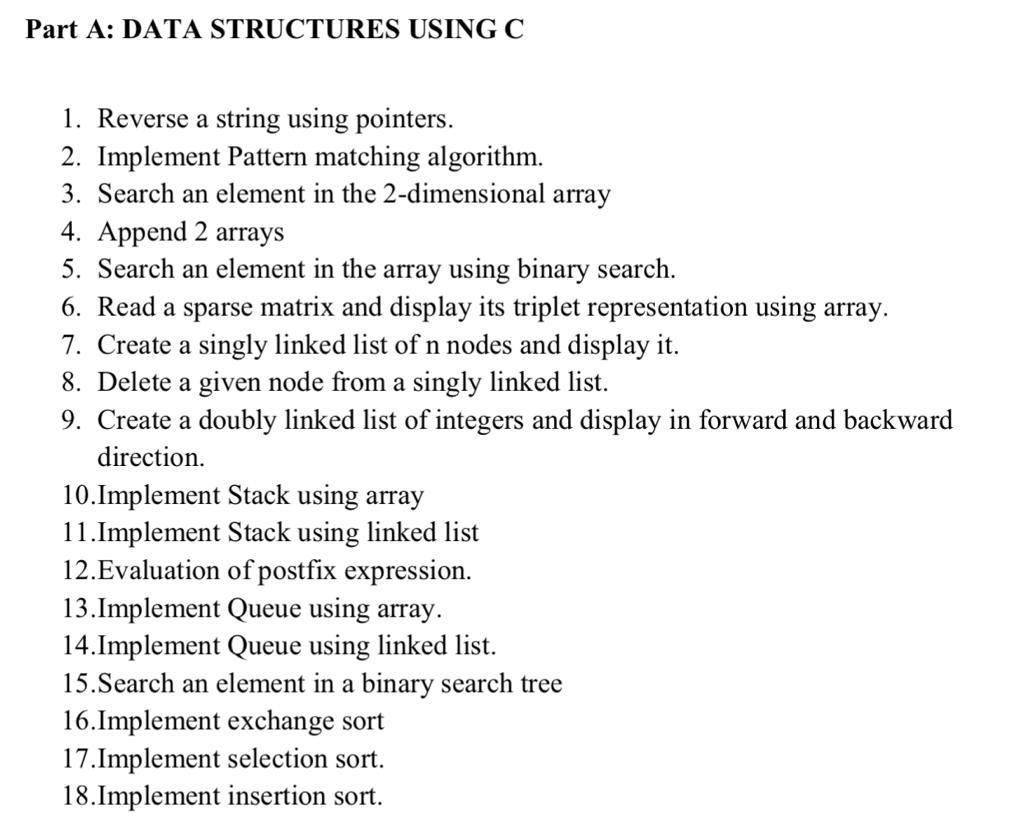 Part A: DATA STRUCTURES USING C
1. Reverse a string using pointers.
2. Implement Pattern matching algorithm.
3. Search an element in the 2-dimensional array
4. Append 2 arrays
5. Search an element in the array using binary search.
6. Read a sparse matrix and display its triplet representation using array.
7. Create a singly linked list of n nodes and display it.
8. Delete a given node from a singly linked list.
9. Create a doubly linked list of integers and display in forward and backward
direction.
10.Implement Stack using array
11.Implement Stack using linked list
12.Evaluation of postfix expression.
13.Implement Queue using array.
14.Implement Queue using linked list.
15.Search an element in a binary search tree
16.Implement exchange sort
17.Implement selection sort.
18.Implement insertion sort.